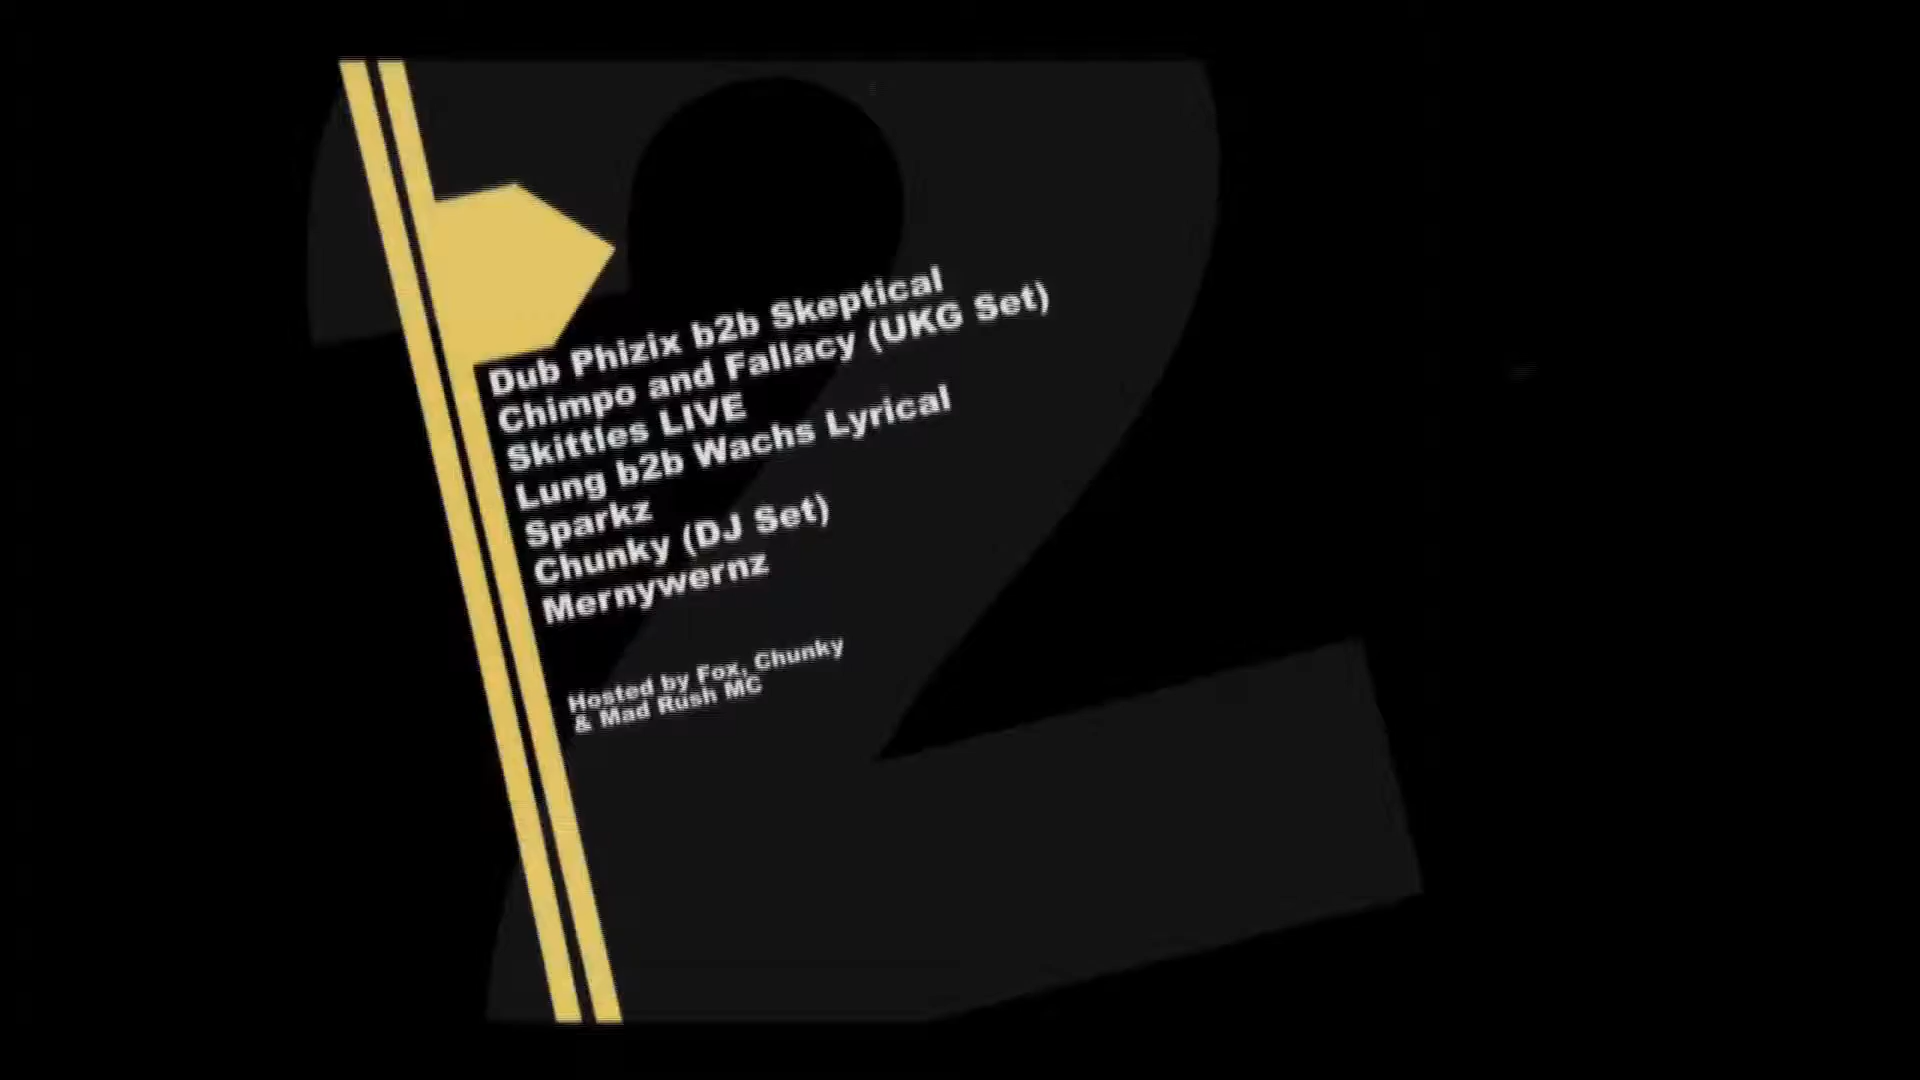 2
Dub Phizix b2b Skeptical
Chimpo and Fallacy (UKG Set)
Skittles LIVE
Lung b2b Wachs Lyrical
Sparkz
Chunky (DJ Set)
Mernywernz
Hosted by Fox, Chunky
& Mad Rush MC